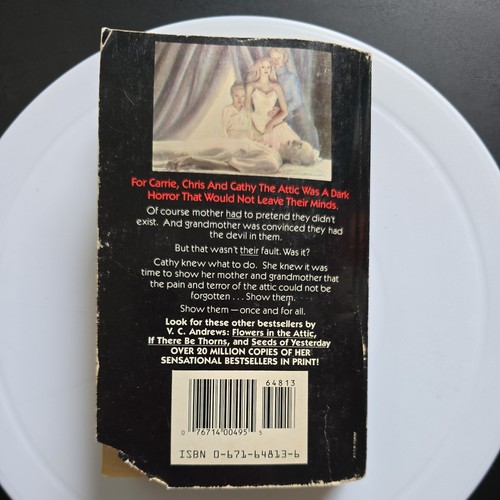 For Carrie, Chris And Cathy The Attic Was A Dark
Horror That Would Not Leave Their Minds.
Of course mother had to pretend they didn't
exist. And grandmother was convinced they had
the devil in them.
But that wasn't their fault. Was it?
Cathy knew what to do. She knew it was
time to show her mother and grandmother that
the pain and terror of the attic could not be
forgotten ... Show them.
Show them—once and for all.
Look for these other bestsellers by
V. C. Andrews: Flowers in the Attic,
If There Be Thorns, and Seeds of Yesterday
OVER 20 MILLION COPIES OF HER
SENSATIONAL BESTSELLERS IN PRINT!
64813
0 76714 00495 5
ISBN 0-671-64813-6